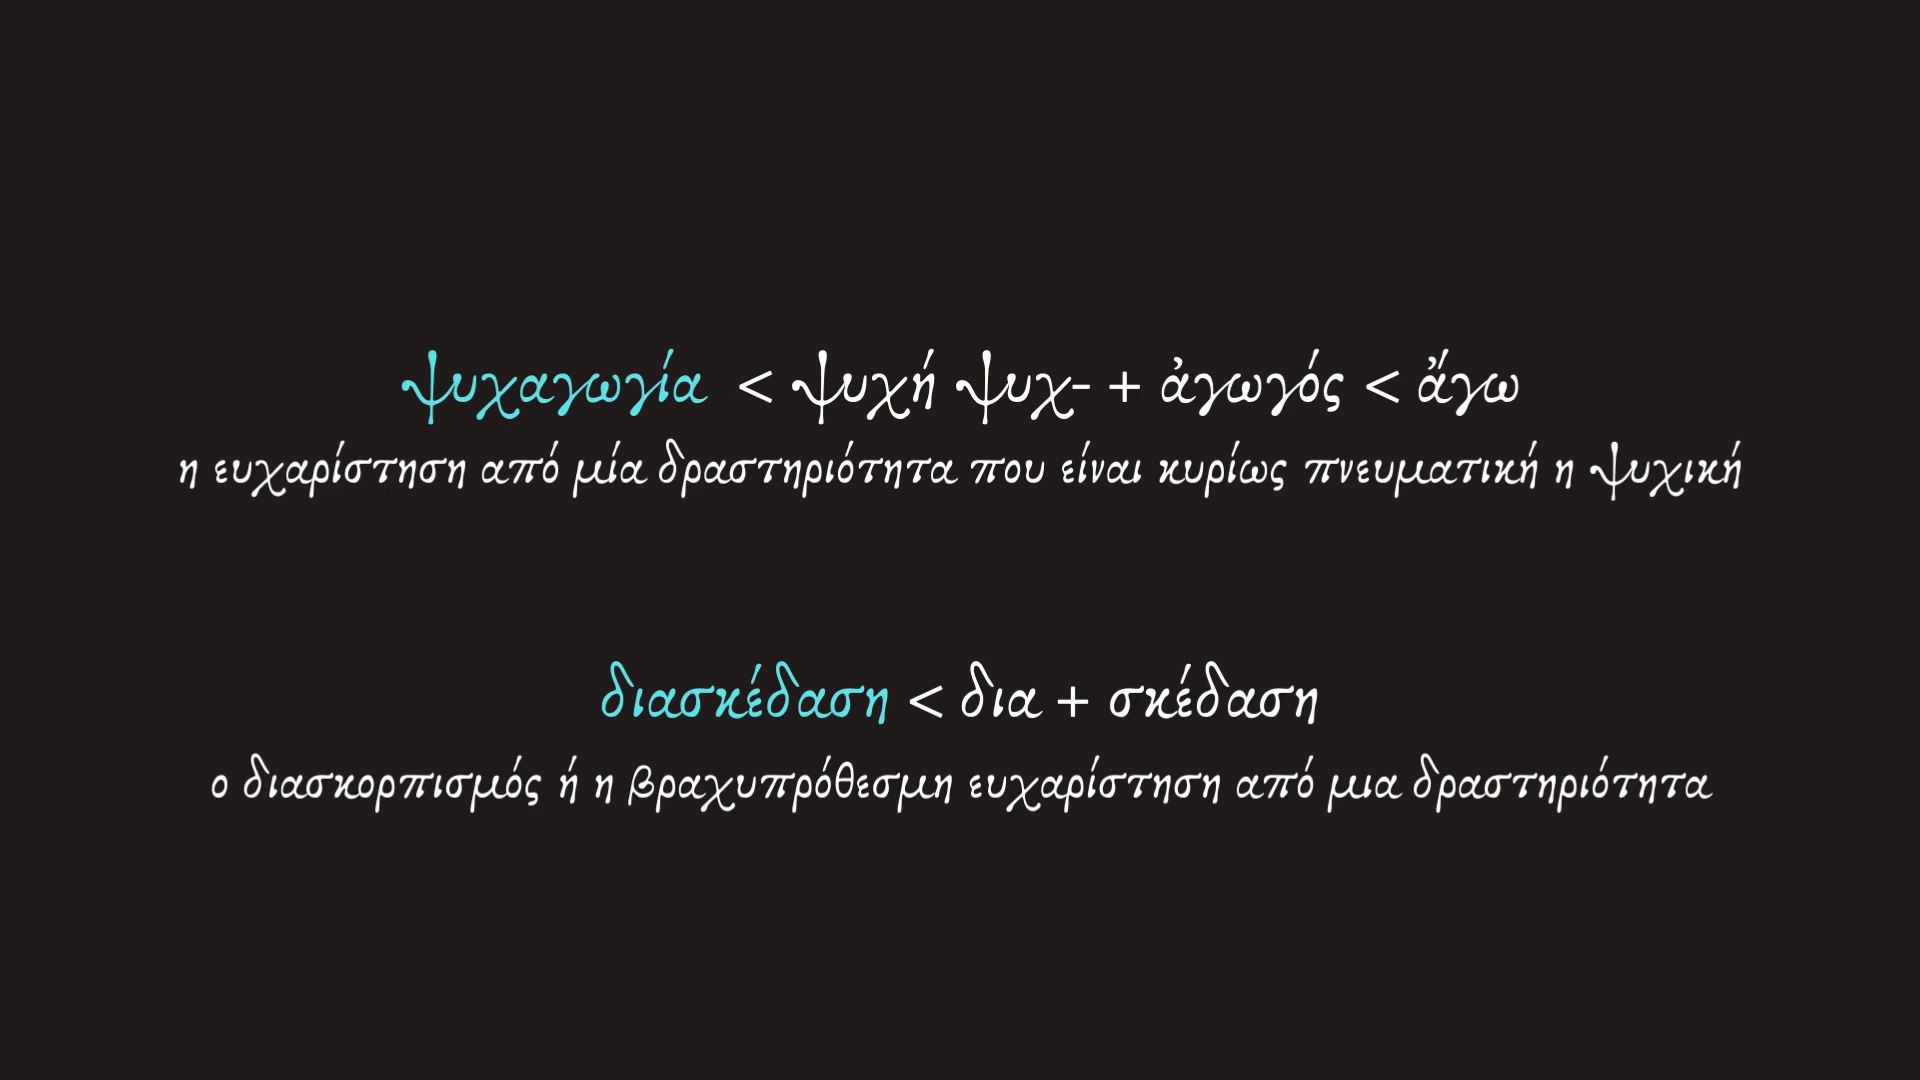 ψυχαγωγία < ψυχή ψυχ- + ἀγωγός < ἄγω
η ευχαρίστηση από μία δραστηριότητα που είναι κυρίως πνευματική η ψυχική
διασκέδαση < δια + σκέδαση
ο διασκορπισμός ή η βραχυπρόθεσμη ευχαρίστηση από μια δραστηριότητα